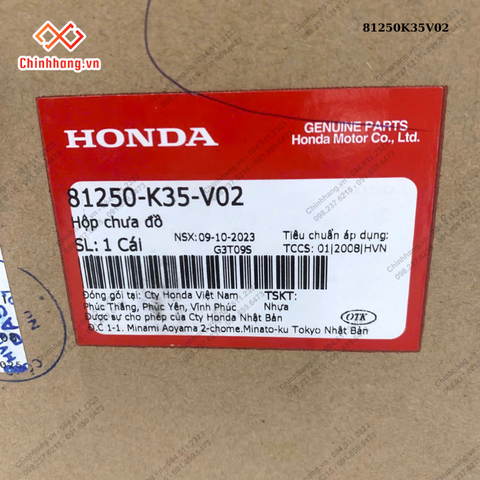 81250K35V02
Chinhhang.vn
HONDA
GENUINE PARTS
Honda Motor Co., Ltd.
81250-K35-V02
Hộp chưa đồ
SL: 1 Cái
NSX:09-10-2023
G3T09S
Tiêu chuẩn áp dụng:
TCCS: 01|2008|HVN
Đóng gói tại: Cty Honda Việt Nam
Phúc Thắng, Phúc Yên, Vĩnh Phúc
Được sự cho phép của Cty Honda Nhật Bản
Đ.C 1-1. Minami Aoyama 2-chome.Minato-ku Tokyo Nhật Bản
TSKT:
Nhựa
OTK